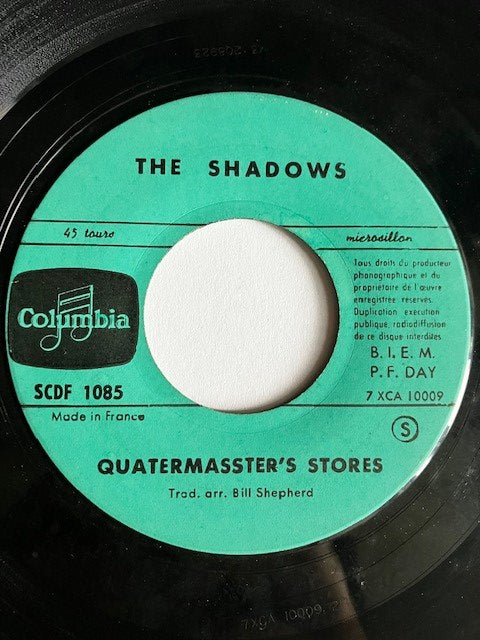 THE SHADOWS
45 tours
microsillon
Columbia
Tous droits du producteur
phonographique et du
propriétaire de l'œuvre
enregistrée réservés.
Duplication exécution
publique, radiodiffusion
de ce disque interdites
B. I. E. M.
P. F. DAY
SCDF 1085
7 XCA 10009
Made in France
S
QUATERMASSTER'S STORES
Trad. arr. Bill Shepherd